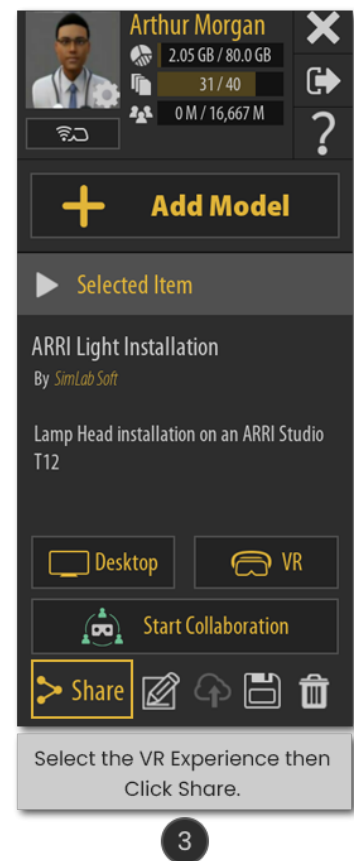 Arthur Morgan
2.05 GB / 80.0 GB
31 / 40
0 M / 16,667 M
?
Add Model
Selected Item
ARRI Light Installation
By SimLab Soft
Lamp Head installation on an ARRI Studio
T12
Desktop
VR
Start Collaboration
Share
Select the VR Experience then
Click Share.
3